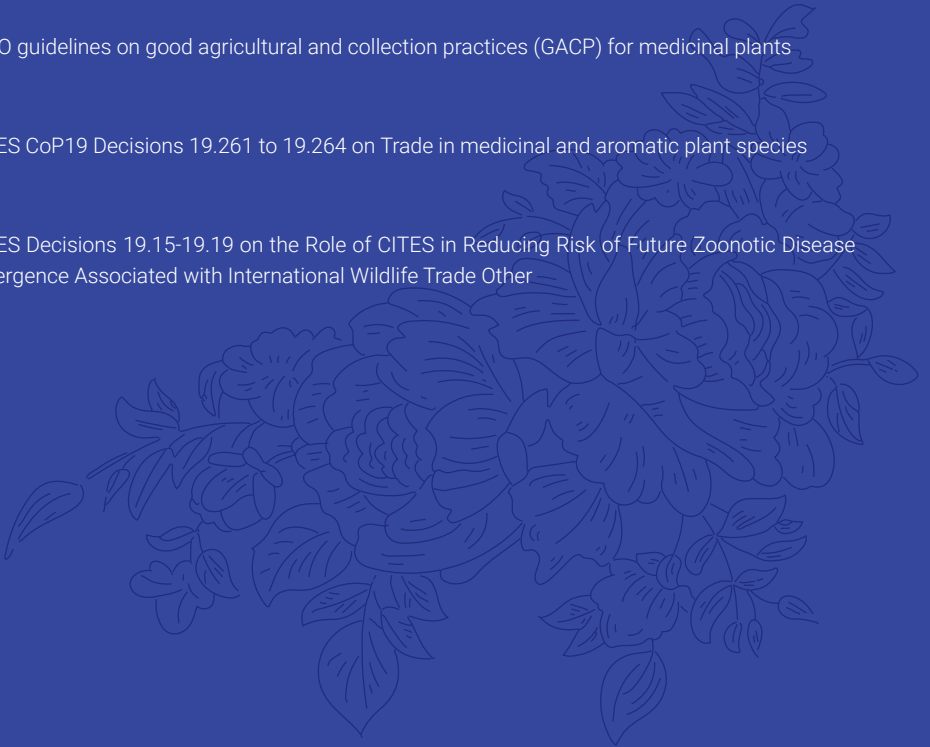 O guidelines on good agricultural and collection practices (GACP) for medicinal plants
ES CoP19 Decisions 19.261 to 19.264 on Trade in medicinal and aromatic plant species
ES Decisions 19.15-19.19 on the Role of CITES in Reducing Risk of Future Zoonotic Disease
ergence Associated with International Wildlife Trade Other